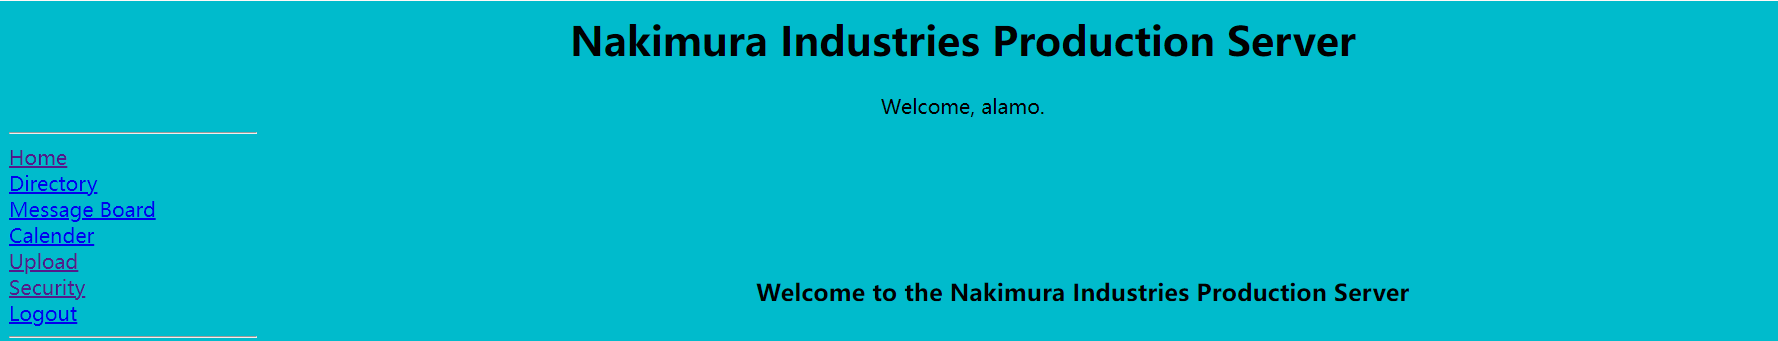 Nakimura Industries Production Server
Welcome, alamo.
Home
Directory
Message Board
Calender
Upload
Security
Logout
Welcome to the Nakimura Industries Production Server